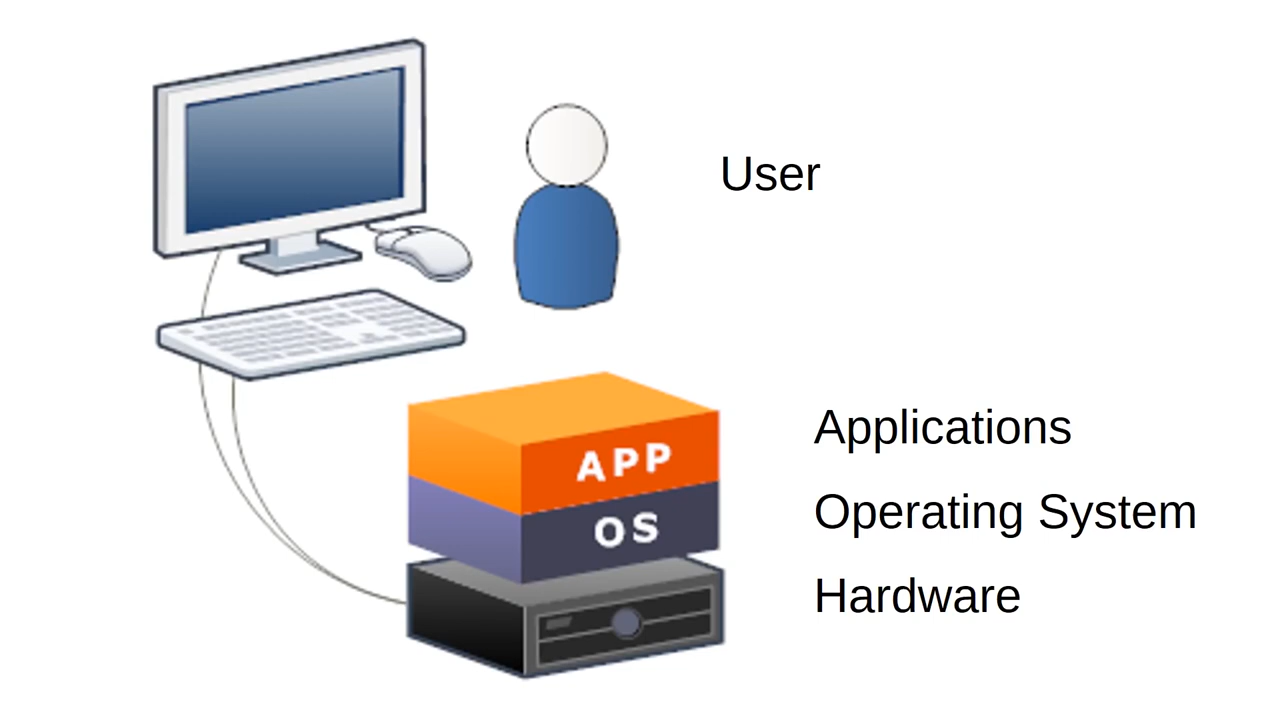 User
Applications
APP
Operating System
OS
Hardware